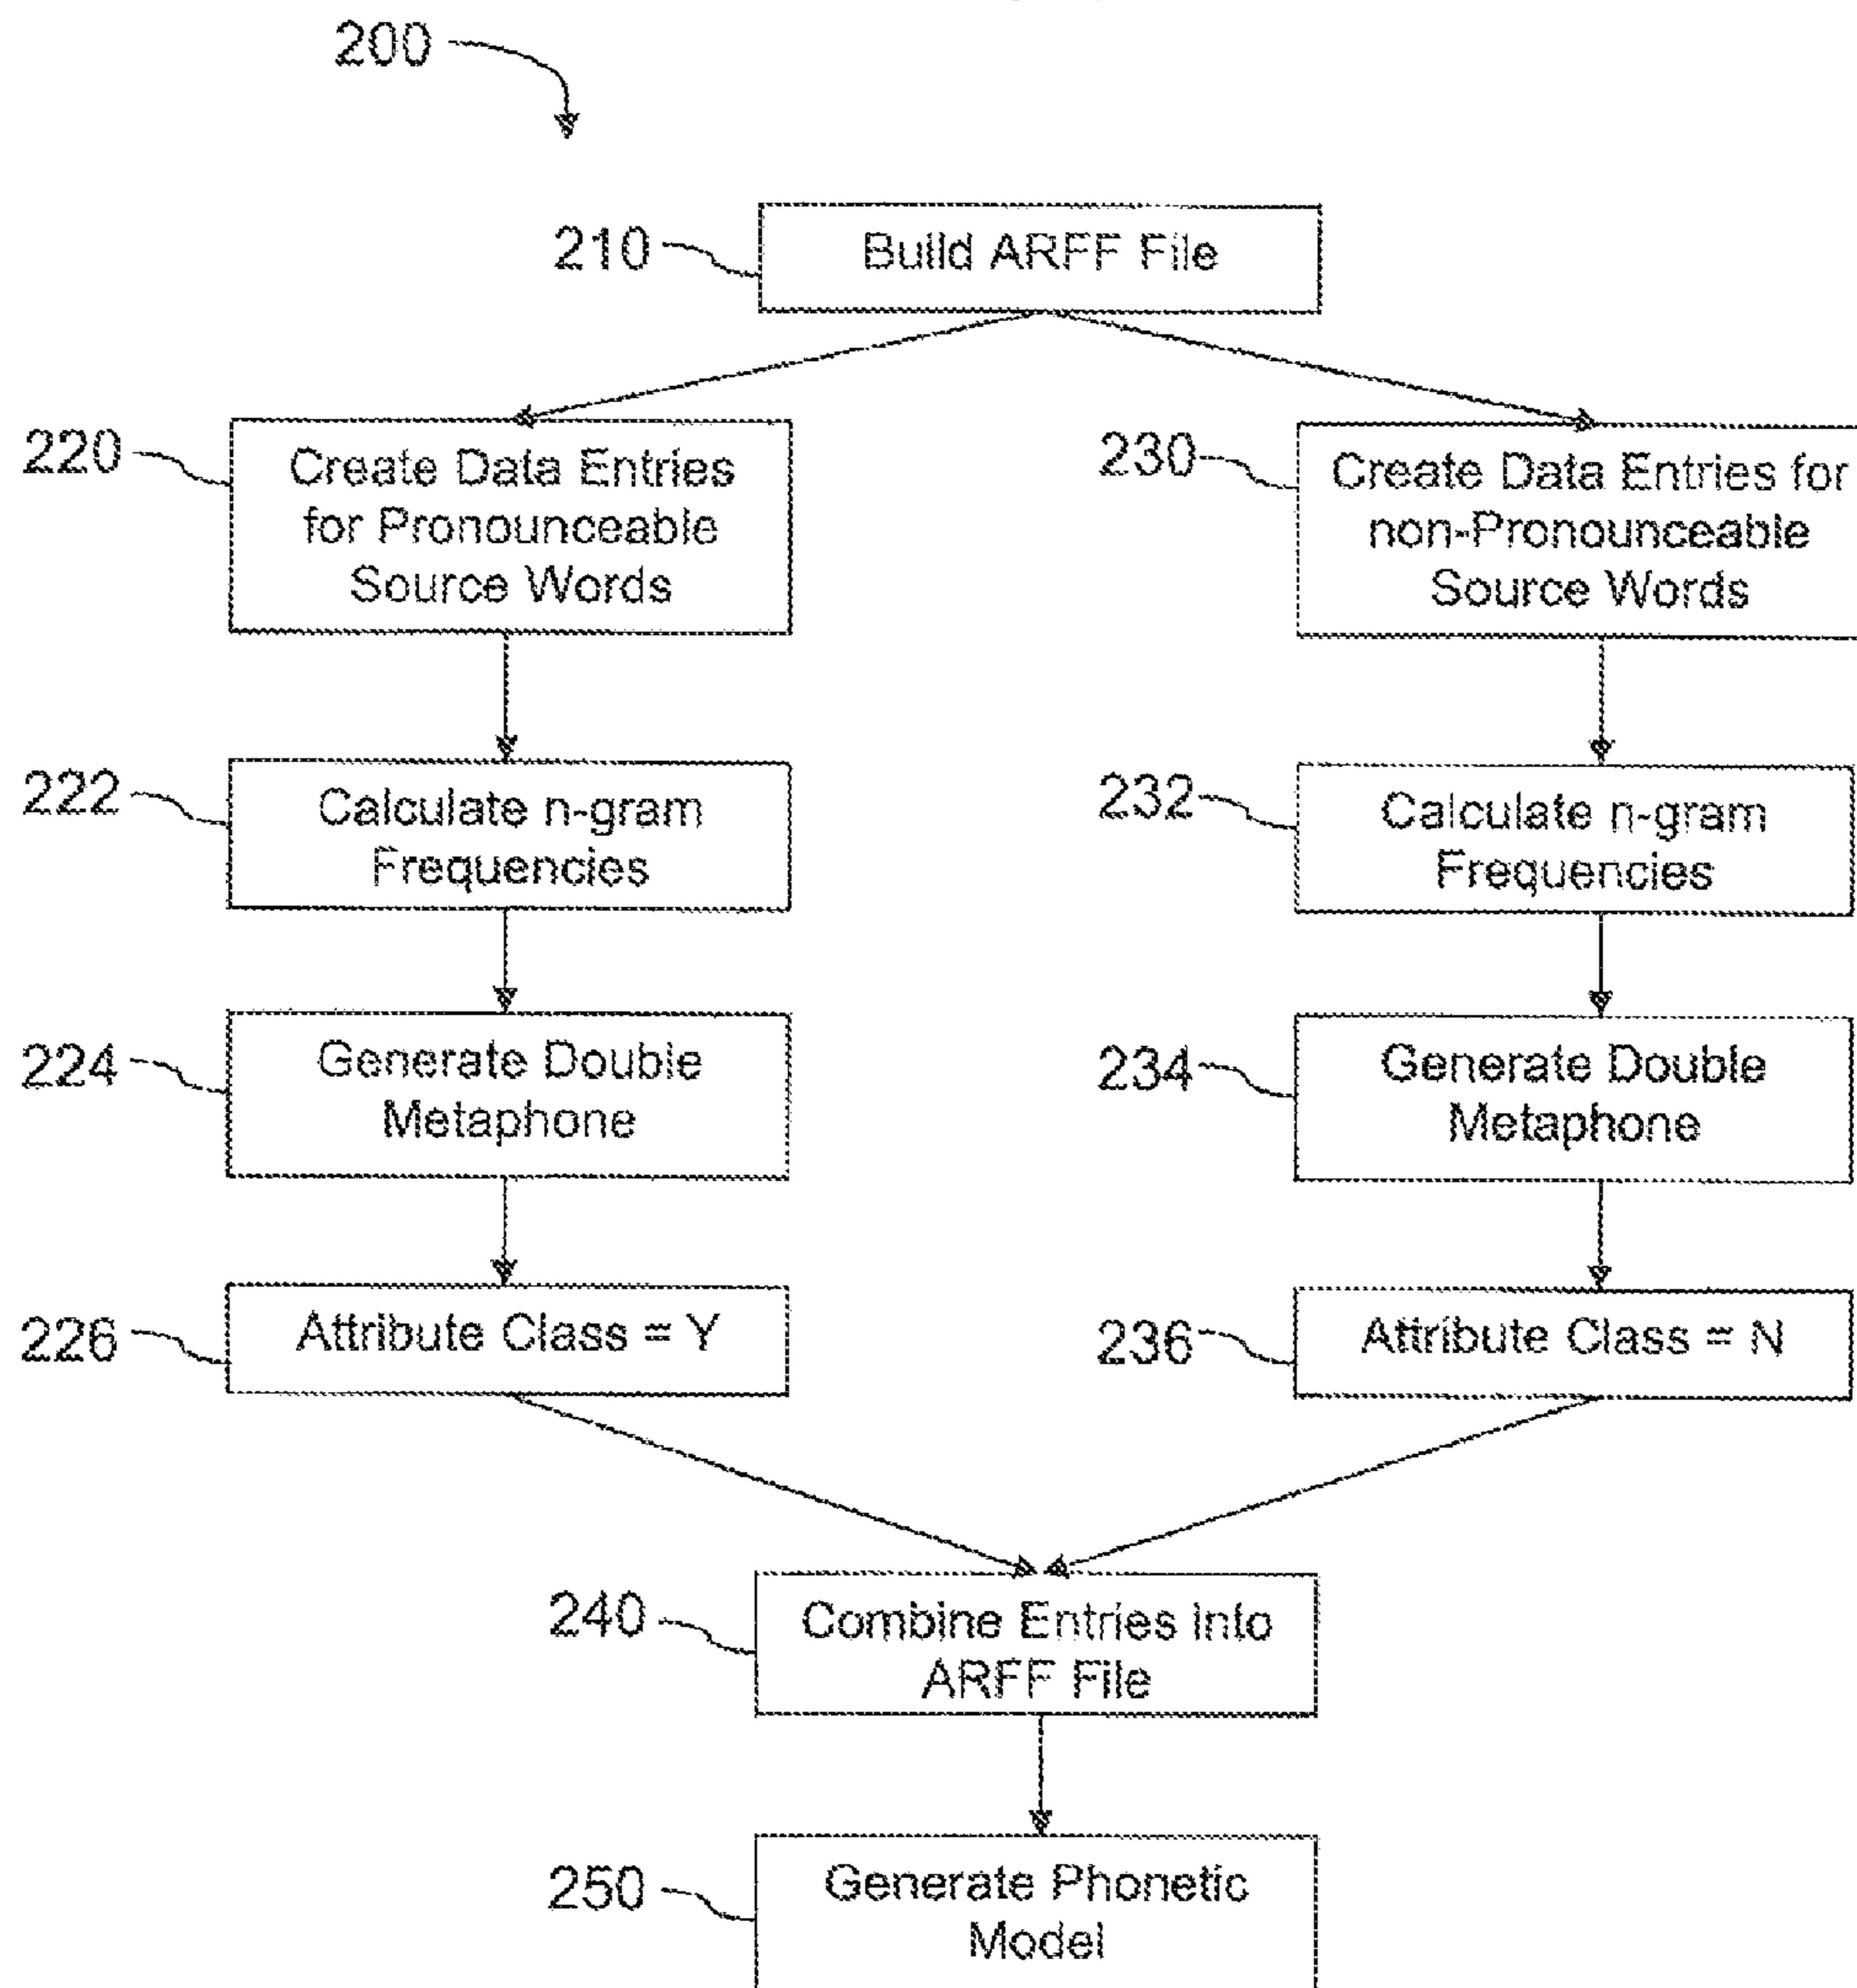 200
210
Build ARFF File
220
Create Data Entries
for Pronounceable
Source Words
230
Create Data Entries for
non-Pronounceable
Source Words
222
Calculate n-gram
Frequencies
232
Calculate n-gram
Frequencies
224
Generate Double
Metaphone
234
Generate Double
Metaphone
226
Attribute Class = Y
236
Attribute Class = N
240
Combine Entries into
ARFF File
250
Generate Phonetic
Model